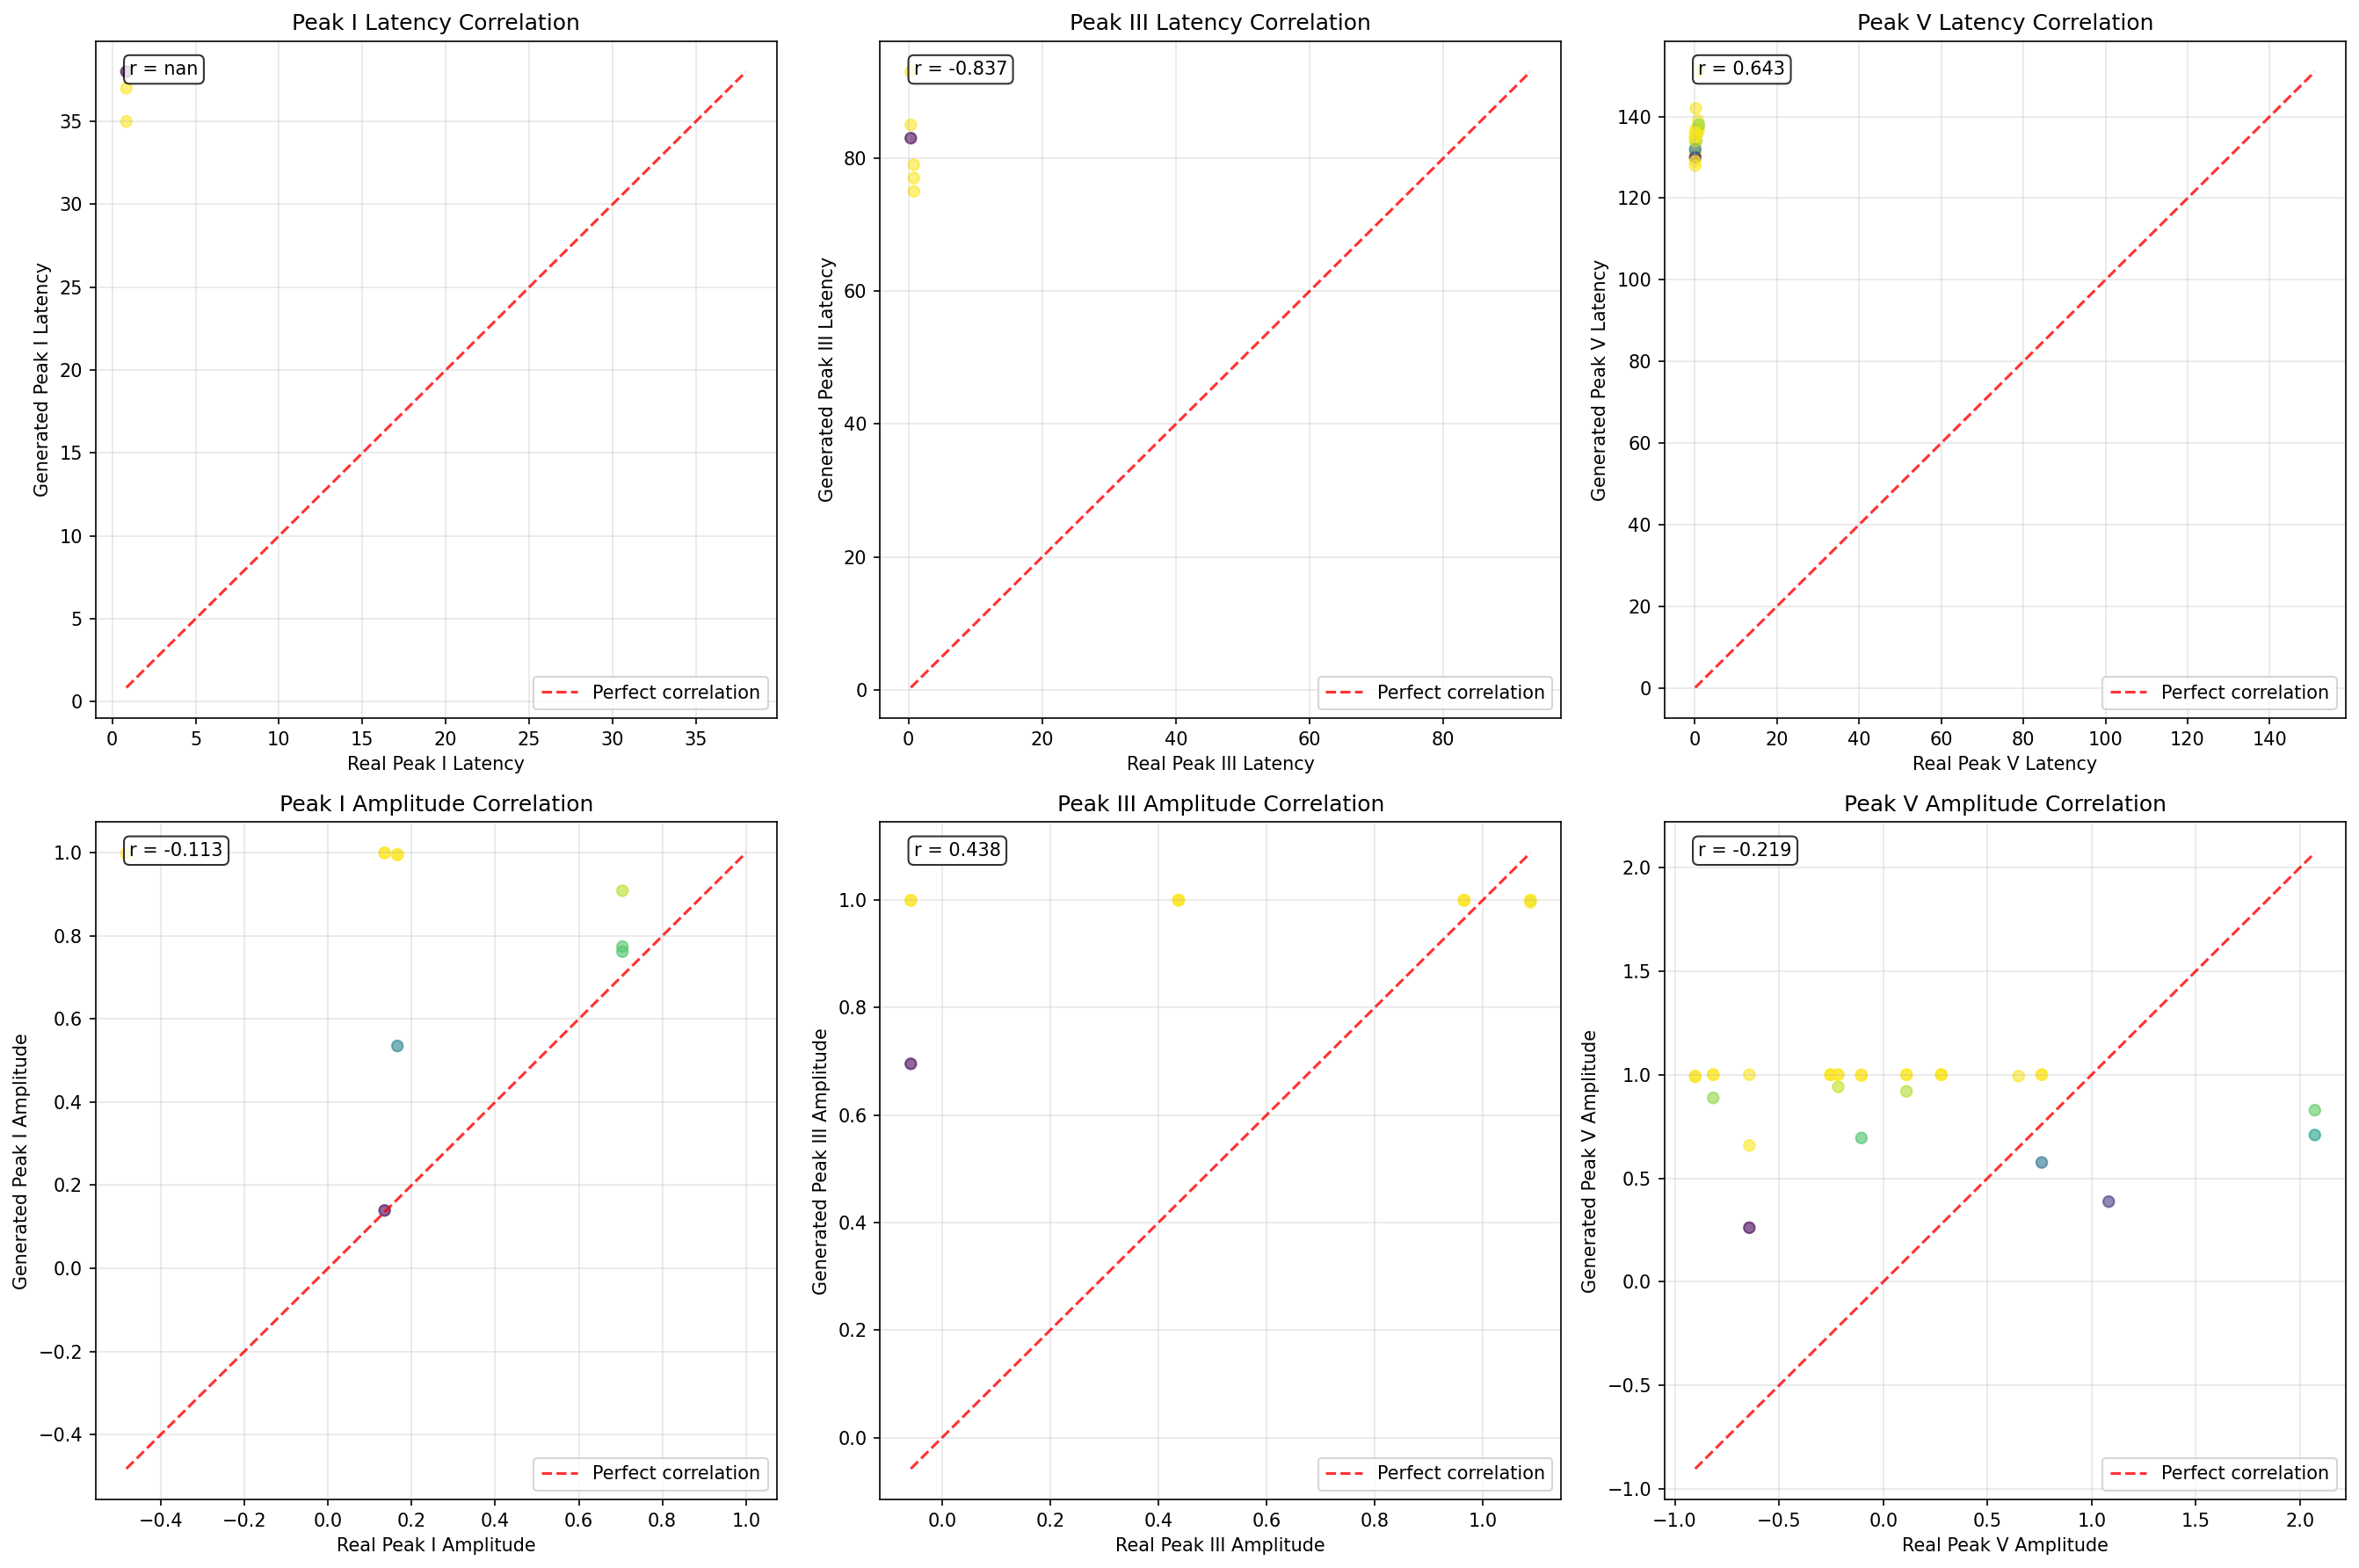 Peak I Latency Correlation
r = nan
Generated Peak I Latency
35
30
25
20
15
10
5
0
0 5 10 15 20 25 30 35
Real Peak I Latency
Perfect correlation
Peak III Latency Correlation
r = -0.837
Generated Peak III Latency
80
60
40
20
0
0 20 40 60 80
Real Peak III Latency
Perfect correlation
Peak V Latency Correlation
r = 0.643
Generated Peak V Latency
140
120
100
80
60
40
20
0
0 20 40 60 80 100 120 140
Real Peak V Latency
Perfect correlation
Peak I Amplitude Correlation
r = -0.113
Generated Peak I Amplitude
1.0
0.8
0.6
0.4
0.2
0.0
−0.2
−0.4
−0.4 −0.2 0.0 0.2 0.4 0.6 0.8 1.0
Real Peak I Amplitude
Perfect correlation
Peak III Amplitude Correlation
r = 0.438
Generated Peak III Amplitude
1.0
0.8
0.6
0.4
0.2
0.0
0.0 0.2 0.4 0.6 0.8 1.0
Real Peak III Amplitude
Perfect correlation
Peak V Amplitude Correlation
r = -0.219
Generated Peak V Amplitude
2.0
1.5
1.0
0.5
0.0
−0.5
−1.0
−1.0 −0.5 0.0 0.5 1.0 1.5 2.0
Real Peak V Amplitude
Perfect correlation